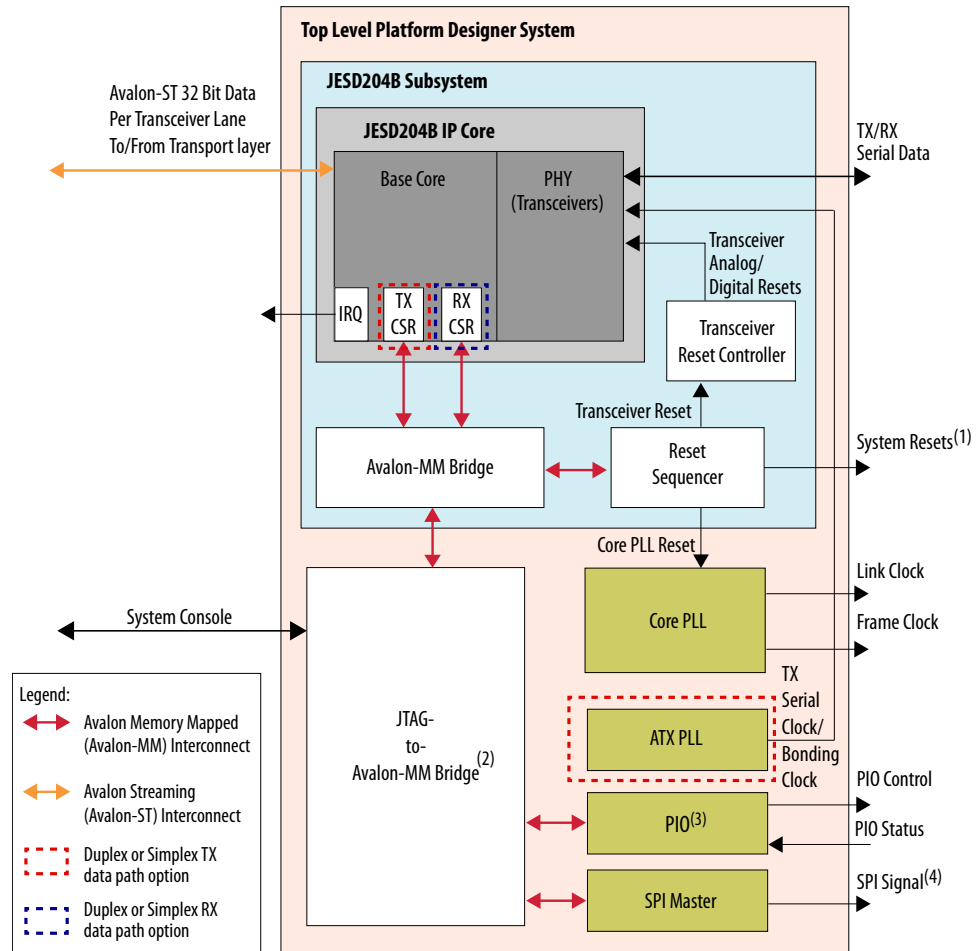 Top Level Platform Designer System
JESD204B Subsystem
Avalon-ST 32 Bit Data
Per Transceiver Lane
To/From Transport layer
JESD204B IP Core
TX/RX
Serial Data
Base Core
PHY
(Transceivers)
Transceiver
Analog/
Digital Resets
IRQ
TX
CSR
RX
CSR
Transceiver
Reset Controller
Transceiver Reset
Avalon-MM Bridge
Reset
Sequencer
System Resets(1)
Core PLL Reset
Link Clock
Core PLL
Frame Clock
System Console
TX
Serial
Clock/
Bonding
Clock
ATX PLL
JTAG-
to-
Avalon-MM Bridge(2)
PIO Control
PIO(3)
PIO Status
SPI Signal(4)
SPI Master
Legend:
Avalon Memory Mapped
(Avalon-MM) Interconnect
Avalon Streaming
(Avalon-ST) Interconnect
Duplex or Simplex TX
data path option
Duplex or Simplex RX
data path option